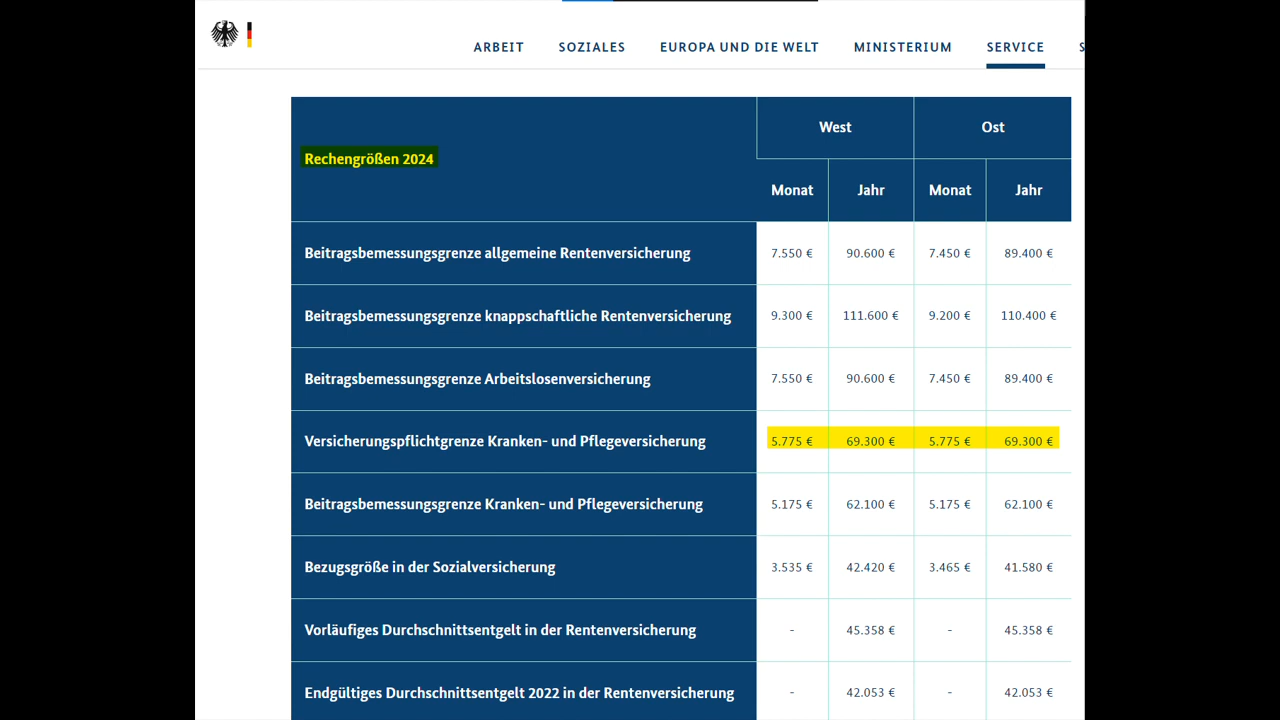 ARBEIT SOZIALES EUROPA UND DIE WELT MINISTERIUM SERVICE S
West Ost
Rechengrößen 2024
Monat Jahr Monat Jahr
Beitragsbemessungsgrenze allgemeine Rentenversicherung 7.550 € 90.600 € 7.450 € 89.400 €
Beitragsbemessungsgrenze knappschaftliche Rentenversicherung 9.300 € 111.600 € 9.200 € 110.400 €
Beitragsbemessungsgrenze Arbeitslosenversicherung 7.550 € 90.600 € 7.450 € 89.400 €
Versicherungspflichtgrenze Kranken- und Pflegeversicherung 5.775 € 69.300 € 5.775 € 69.300 €
Beitragsbemessungsgrenze Kranken- und Pflegeversicherung 5.175 € 62.100 € 5.175 € 62.100 €
Bezugsgröße in der Sozialversicherung 3.535 € 42.420 € 3.465 € 41.580 €
Vorläufiges Durchschnittsentgelt in der Rentenversicherung - 45.358 € - 45.358 €
Endgültiges Durchschnittsentgelt 2022 in der Rentenversicherung - 42.053 € - 42.053 €